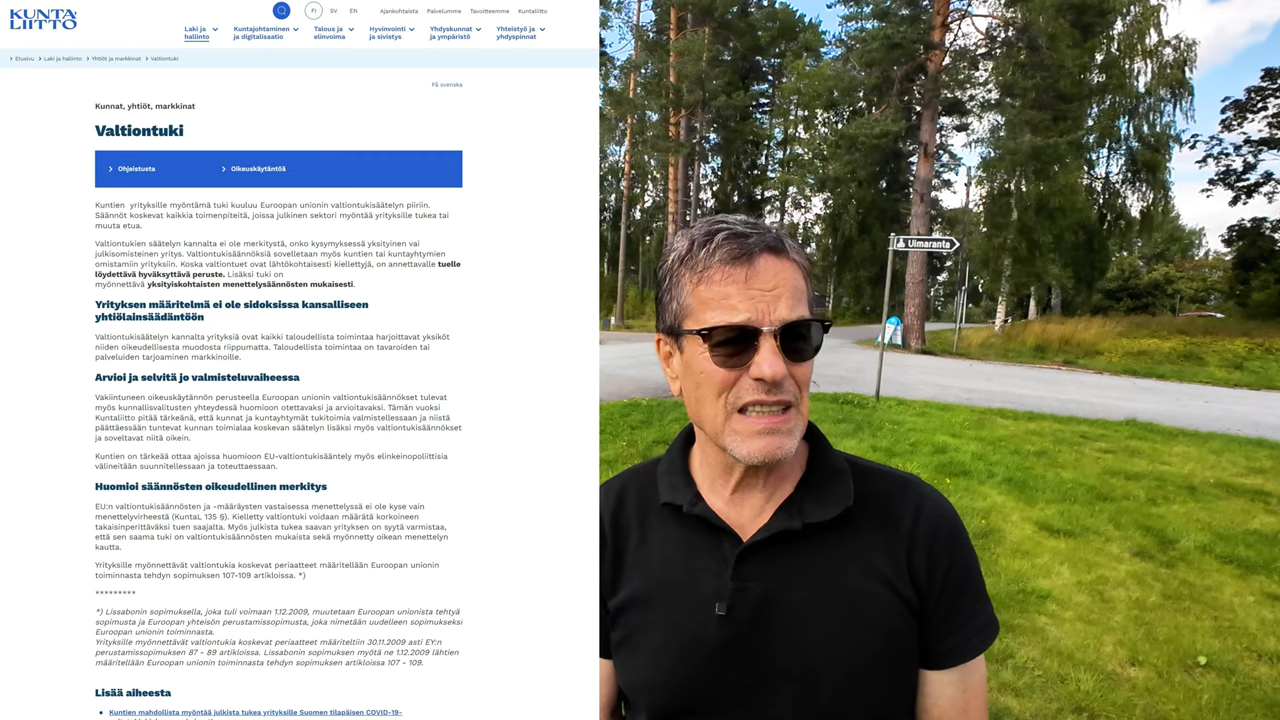 KUNTA
LIITTO
FI SV EN Ajankohtaista Palvelumme Tavoitteemme Kuntaliitto
Laki ja hallinto
Kuntajohtaminen ja digitalisaatio
Talous ja elinvoima
Hyvinvointi ja sivistys
Yhdyskunnat ja ympäristö
Yhteistyö ja yhdyspinnat
Etusivu Laki ja hallinto Yhtiöt ja markkinat Valtiontuki
På svenska
Kunnat, yhtiöt, markkinat
Valtiontuki
Ohjeistusta Oikeuskäytäntöä
Kuntien yrityksille myöntämä tuki kuuluu Euroopan unionin valtiontukisäätelyn piiriin.
Säännöt koskevat kaikkia toimenpiteitä, joissa julkinen sektori myöntää yrityksille tukea tai
muuta etua.
Valtiontukien säätelyn kannalta ei ole merkitystä, onko kysymyksessä yksityinen vai
julkisomisteinen yritys. Valtiontukisäännöksiä sovelletaan myös kuntien tai kuntayhtymien
omistamiin yrityksiin. Koska valtiontuet ovat lähtökohtaisesti kiellettyjä, on annettavalle tuelle
löydettävä hyväksyttävä peruste. Lisäksi tuki on
myönnettävä yksityiskohtaisten menettelysäännösten mukaisesti.
Yrityksen määritelmä ei ole sidoksissa kansalliseen
yhtiölainsäädäntöön
Valtiontukisäätelyn kannalta yrityksiä ovat kaikki taloudellista toimintaa harjoittavat yksiköt
niiden oikeudellisesta muodosta riippumatta. Taloudellista toimintaa on tavaroiden tai
palveluiden tarjoaminen markkinoille.
Arvioi ja selvitä jo valmisteluvaiheessa
Vakiintuneen oikeuskäytännön perusteella Euroopan unionin valtiontukisäännökset tulevat
myös kunnallisvalitusten yhteydessä huomioon otettavaksi ja arvioitavaksi. Tämän vuoksi
Kuntaliitto pitää tärkeänä, että kunnat ja kuntayhtymät tukitoimia valmistellessaan ja niistä
päättäessään tuntevat kunnan toimialaa koskevan säätelyn lisäksi myös valtiontukisäännökset
ja soveltavat niitä oikein.
Kuntien on tärkeää ottaa ajoissa huomioon EU-valtiontukisääntely myös elinkeinopoliittisia
välineitään suunnitellessaan ja toteuttaessaan.
Huomioi säännösten oikeudellinen merkitys
EU:n valtiontukisäännösten ja -määräysten vastaisessa menettelyssä ei ole kyse vain
menettelyvirheestä (KuntaL 135 §). Kielletty valtiontuki voidaan määrätä korkoineen
takaisinperittäväksi tuen saajalta. Myös julkista tukea saavan yrityksen on syytä varmistaa,
että sen saama tuki on valtiontukisäännösten mukaista sekä myönnetty oikean menettelyn
kautta.
Yrityksille myönnettävät valtiontukia koskevat periaatteet määritellään Euroopan unionin
toiminnasta tehdyn sopimuksen 107-109 artikloissa. *)
*********
*) Lissabonin sopimuksella, joka tuli voimaan 1.12.2009, muutetaan Euroopan unionista tehtyä
sopimusta ja Euroopan yhteisön perustamissopimusta, joka nimetään uudelleen sopimukseksi
Euroopan unionin toiminnasta.
Yrityksille myönnettävät valtiontukia koskevat periaatteet määriteltiin 30.11.2009 asti EY:n
perustamissopimuksen 87 - 89 artikloissa. Lissabonin sopimuksen myötä ne 1.12.2009 lähtien
määritellään Euroopan unionin toiminnasta tehdyn sopimuksen artikloissa 107 - 109.
Lisää aiheesta
Kuntien mahdollista myöntää julkista tukea yrityksille Suomen tilapäisen COVID-19-
Uimaranta